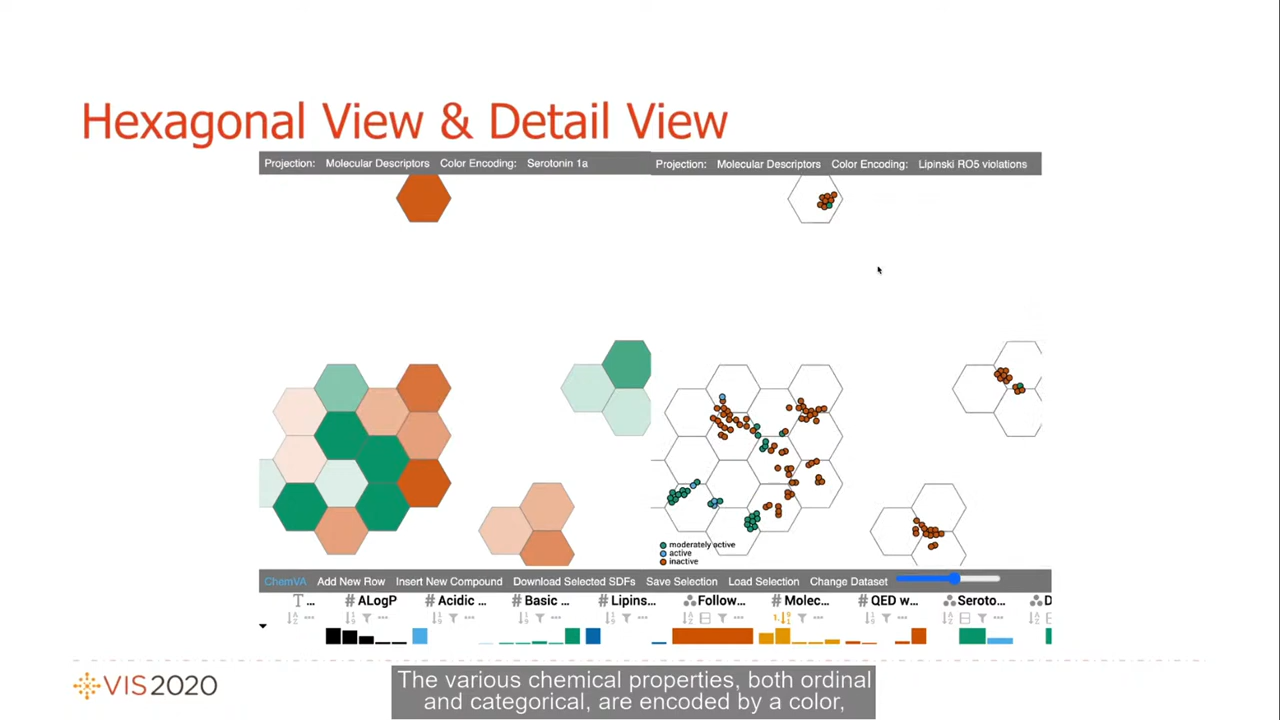 Hexagonal View & Detail View
Projection: Molecular Descriptors Color Encoding: Serotonin 1a
Projection: Molecular Descriptors Color Encoding: Lipinski RO5 violations
moderately active
active
inactive
ChemVA Add New Row Insert New Compound Download Selected SDFs Save Selection Load Selection Change Dataset
T... # ALogP # Acidic ... # Basic ... # Lipins... Follow... # Molec... # QED w... Seroto... D
VIS2020
The various chemical properties, both ordinal
and categorical, are encoded by a color,